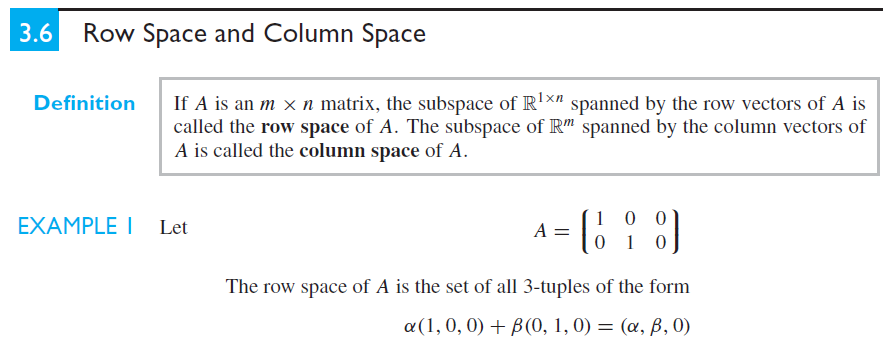 3.6 Row Space and Column Space
Definition If A is an m × n matrix, the subspace of ℝ¹ˣⁿ spanned by the row vectors of A is
called the row space of A. The subspace of ℝᵐ spanned by the column vectors of
A is called the column space of A.
EXAMPLE 1 Let
A = [1 0 0
0 1 0]
The row space of A is the set of all 3-tuples of the form
α(1, 0, 0) + β(0, 1, 0) = (α, β, 0)